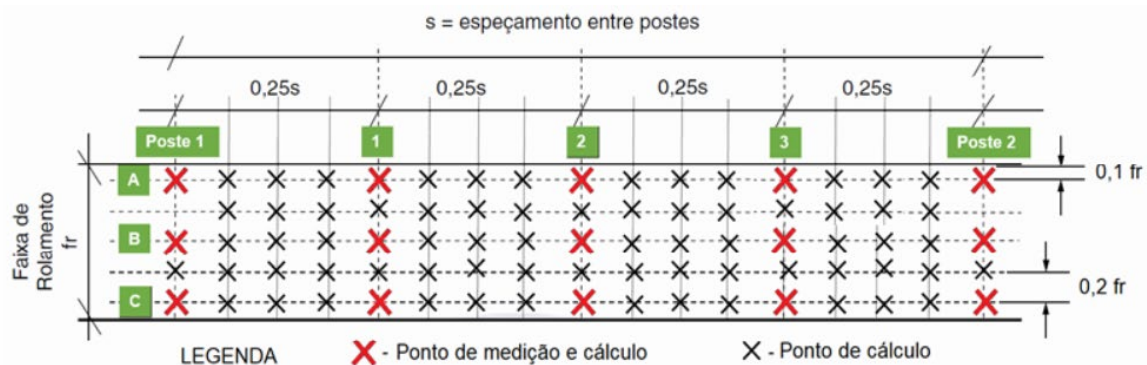 s = espeçamento entre postes
0,25s 0,25s 0,25s 0,25s
Poste 1 1 2 3 Poste 2
A
0,1 fr
B
Faixa de
Rolamento
fr
0,2 fr
C
LEGENDA X - Ponto de medição e cálculo X - Ponto de cálculo